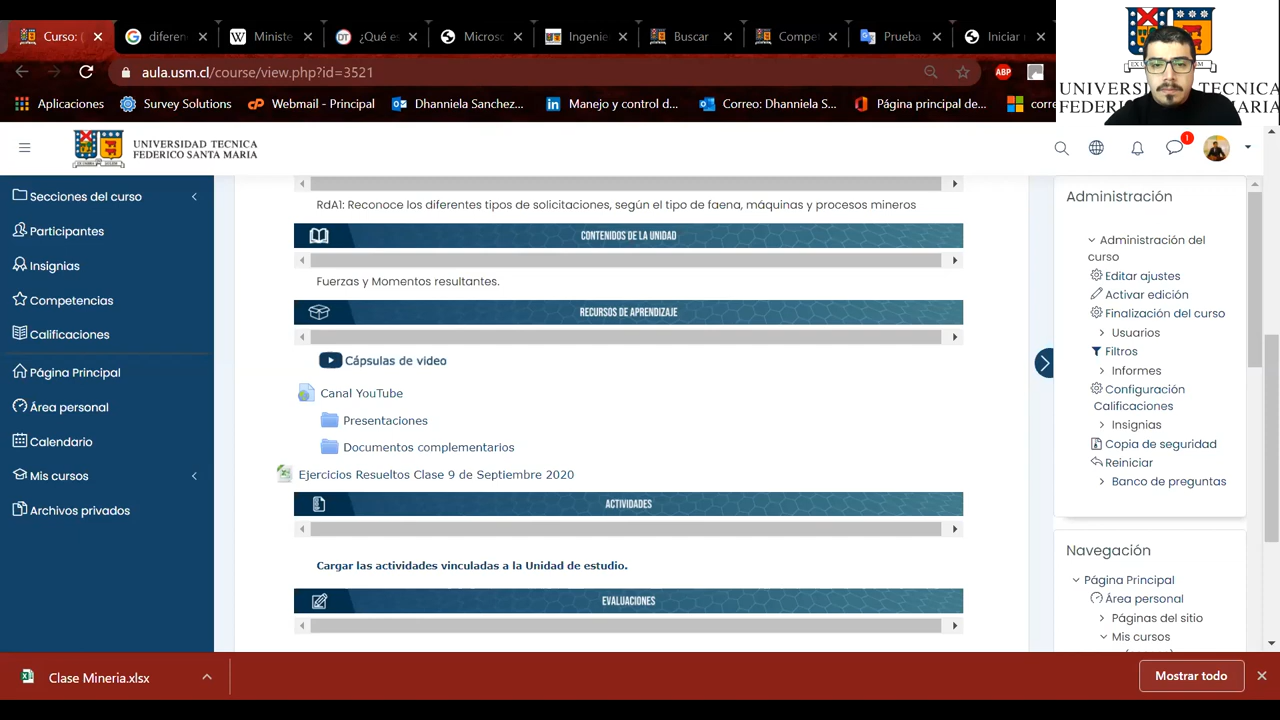 Curso: (
diferen
Ministe
¿Qué es
Micros
Ingenie
Buscar
Compet
Prueba
Iniciar
aula.usm.cl/course/view.php?id=3521
ABP
Aplicaciones
Survey Solutions
Webmail - Principal
Dhanniela Sanchez...
Manejo y control d...
Correo: Dhanniela S...
Página principal de...
corre
UNIVERSIDAD TECNICA
FEDERICO SANTA MARIA
UNIVERSIDAD TECNICA
FEDERICO SANTA MARIA
1
Secciones del curso
Participantes
Insignias
Competencias
Calificaciones
Página Principal
Área personal
Calendario
Mis cursos
Archivos privados
RdA1: Reconoce los diferentes tipos de solicitaciones, según el tipo de faena, máquinas y procesos mineros
CONTENIDOS DE LA UNIDAD
Fuerzas y Momentos resultantes.
RECURSOS DE APRENDIZAJE
Cápsulas de video
Canal YouTube
Presentaciones
Documentos complementarios
Ejercicios Resueltos Clase 9 de Septiembre 2020
ACTIVIDADES
Cargar las actividades vinculadas a la Unidad de estudio.
EVALUACIONES
Administración
Administración del
curso
Editar ajustes
Activar edición
Finalización del curso
Usuarios
Filtros
Informes
Configuración
Calificaciones
Insignias
Copia de seguridad
Reiniciar
Banco de preguntas
Navegación
Página Principal
Área personal
Páginas del sitio
Mis cursos
Clase Mineria.xlsx
Mostrar todo